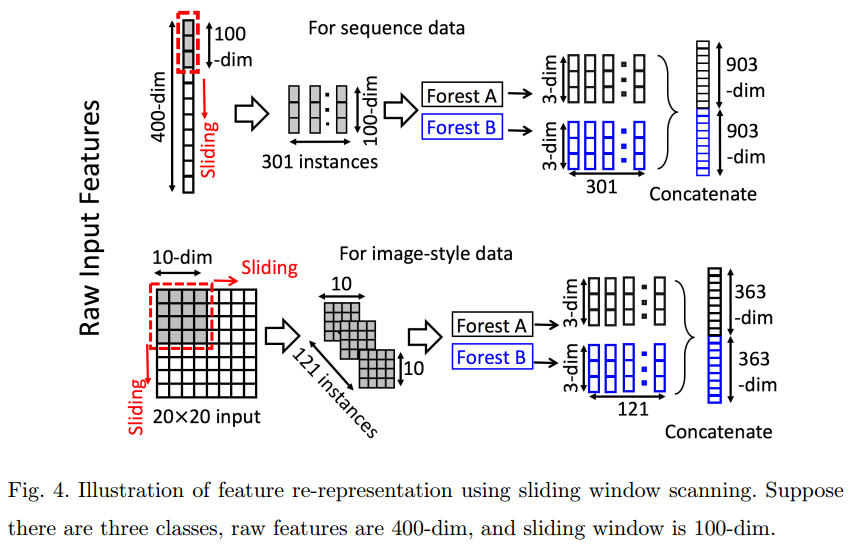 Raw Input Features
For sequence data
400-dim
100
-dim
Sliding
301 instances
100-dim
Forest A
Forest B
3-dim
3-dim
301
903
-dim
903
-dim
Concatenate
For image-style data
10-dim
Sliding
Sliding
20×20 input
10
10
121 instances
Forest A
Forest B
3-dim
3-dim
121
363
-dim
363
-dim
Concatenate
Fig. 4. Illustration of feature re-representation using sliding window scanning. Suppose
there are three classes, raw features are 400-dim, and sliding window is 100-dim.